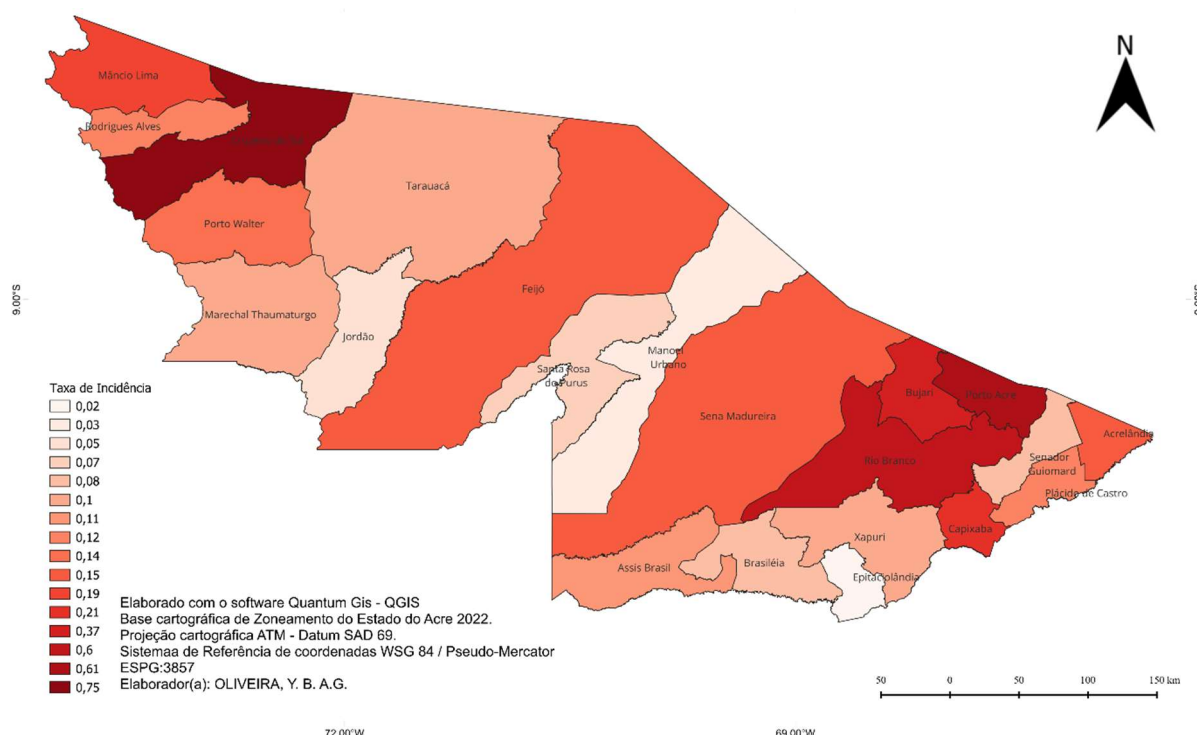 N
Mâncio Lima
Rodrigues Alves
Tarauacá
Porto Walter
Feijó
9.00°S
Marechal Thaumaturgo
Jordão
Manoel
Urbano
Santa Rosa
do Purus
Taxa de Incidência
0,02
0,03
0,05
0,07
0,08
0,1
0,11
0,12
0,14
0,15
0,19
0,21
0,37
0,6
0,61
0,75
Bujari
Porto Acre
Sena Madureira
Acrelândia
Rio Branco
Senador
Guiomard
Plácido de Castro
Capixaba
Xapuri
Brasiléia
Assis Brasil
Epitaciolândia
Elaborado com o software Quantum Gis - QGIS
Base cartográfica de Zoneamento do Estado do Acre 2022.
Projeção cartográfica ATM - Datum SAD 69.
Sistemaa de Referência de coordenadas WSG 84 / Pseudo-Mercator
ESPG:3857
Elaborador(a): OLIVEIRA, Y. B. A.G.
50 0 50 100 150 km
72.00°W
69.00°W